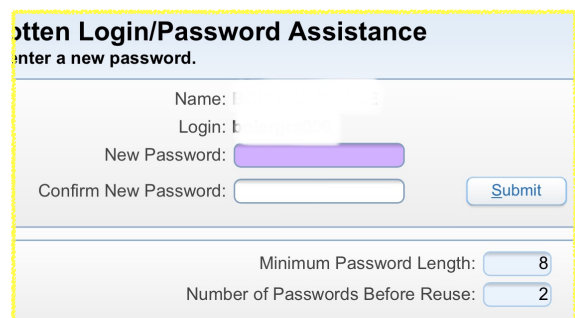 otten Login/Password Assistance
enter a new password.
Name:
Login:
New Password:
Confirm New Password:
Submit
Minimum Password Length: 8
Number of Passwords Before Reuse: 2